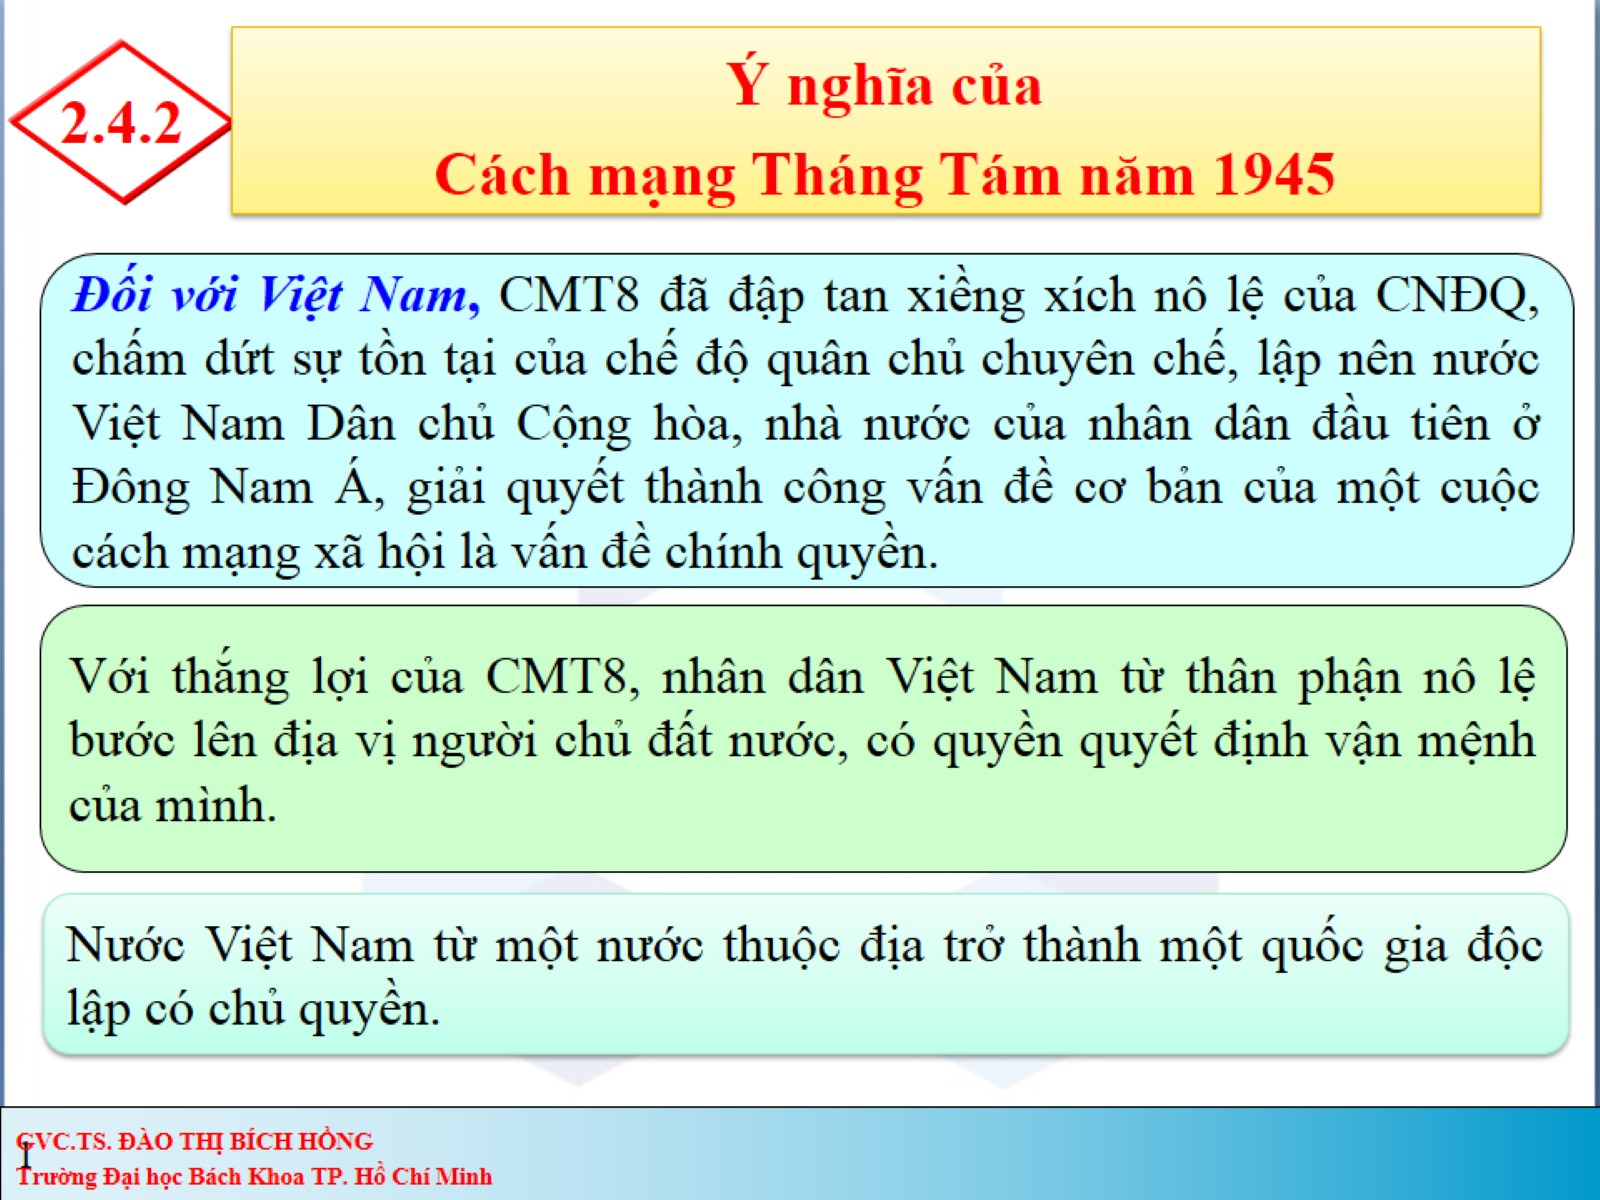 2.4.2
Ý nghĩa của
Cách mạng Tháng Tám năm 1945
Đối với Việt Nam, CMT8 đã đập tan xiềng xích nô lệ của CNĐQ,
chấm dứt sự tồn tại của chế độ quân chủ chuyên chế, lập nên nước
Việt Nam Dân chủ Cộng hòa, nhà nước của nhân dân đầu tiên ở
Đông Nam Á, giải quyết thành công vấn đề cơ bản của một cuộc
cách mạng xã hội là vấn đề chính quyền.
Với thắng lợi của CMT8, nhân dân Việt Nam từ thân phận nô lệ
bước lên địa vị người chủ đất nước, có quyền quyết định vận mệnh
của mình.
Nước Việt Nam từ một nước thuộc địa trở thành một quốc gia độc
lập có chủ quyền.
GVC.TS. ĐÀO THỊ BÍCH HỒNG
1
Trường Đại học Bách Khoa TP. Hồ Chí Minh